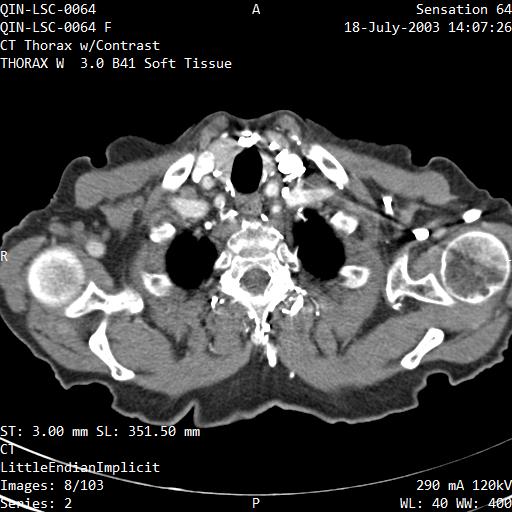 QIN-LSC-0064
A
Sensation 64
QIN-LSC-0064 F
18-July-2003 14:07:26
CT Thorax w/Contrast
THORAX W 3.0 B41 Soft Tissue
R
L
ST: 3.00 mm SL: 351.50 mm
CT
LittleEndianImplicit
Images: 8/103
290 mA 120kV
Series: 2
P
WL: 40 WW: 400